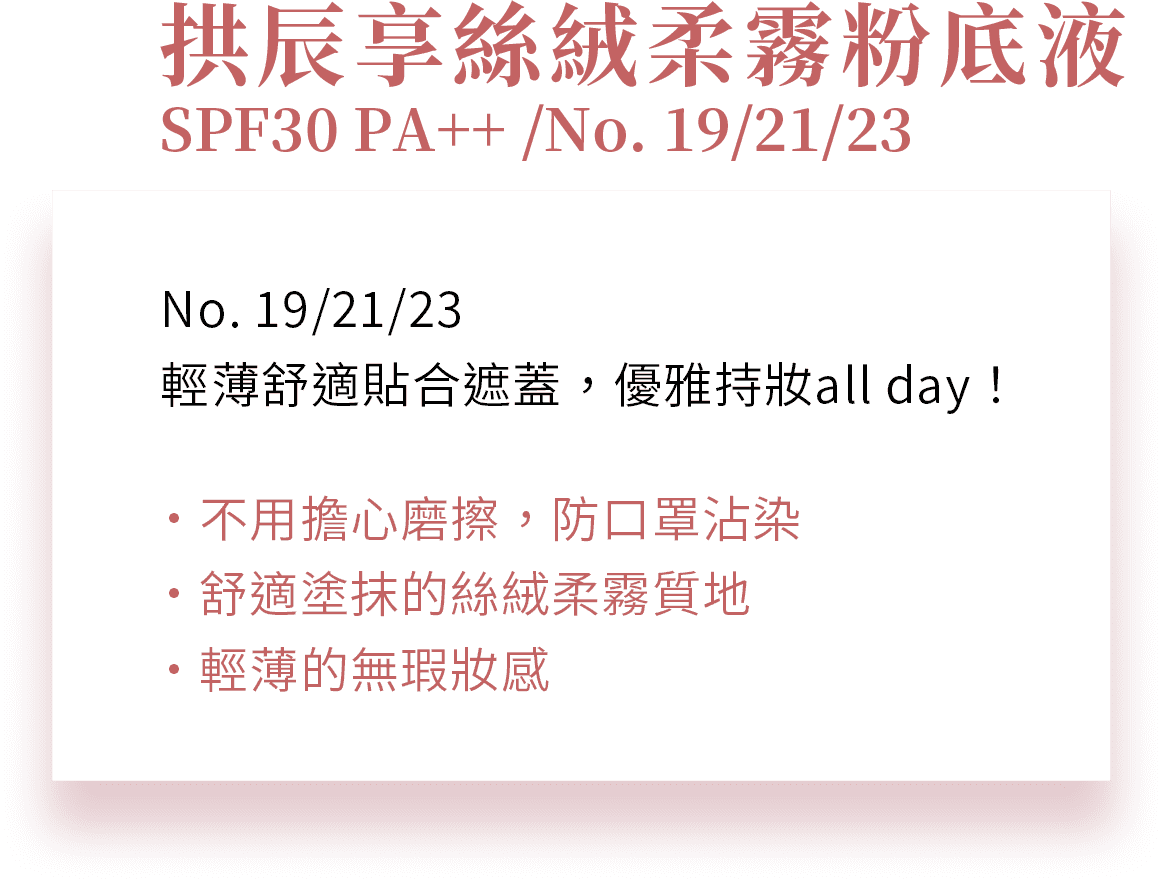 拱辰享絲絨柔霧粉底液
SPF30 PA++ /No. 19/21/23
No. 19/21/23
輕薄舒適貼合遮蓋，優雅持妝all day！
・不用擔心磨擦，防口罩沾染
・舒適塗抹的絲絨柔霧質地
・輕薄的無瑕妝感